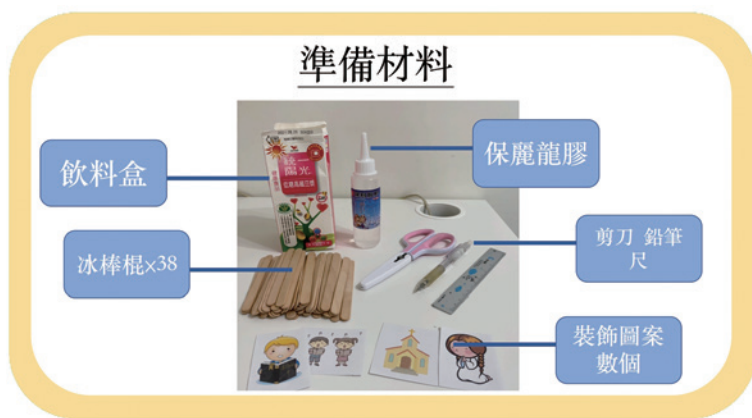 準備材料
飲料盒
保麗龍膠
統一
陽光
冰棒棍×38
剪刀 鉛筆
尺
裝飾圖案
數個